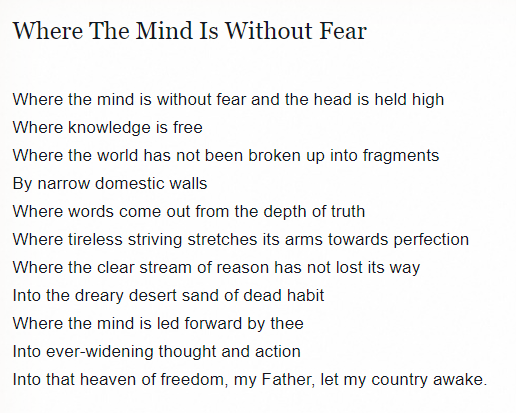 Where The Mind Is Without Fear
Where the mind is without fear and the head is held high
Where knowledge is free
Where the world has not been broken up into fragments
By narrow domestic walls
Where words come out from the depth of truth
Where tireless striving stretches its arms towards perfection
Where the clear stream of reason has not lost its way
Into the dreary desert sand of dead habit
Where the mind is led forward by thee
Into ever-widening thought and action
Into that heaven of freedom, my Father, let my country awake.